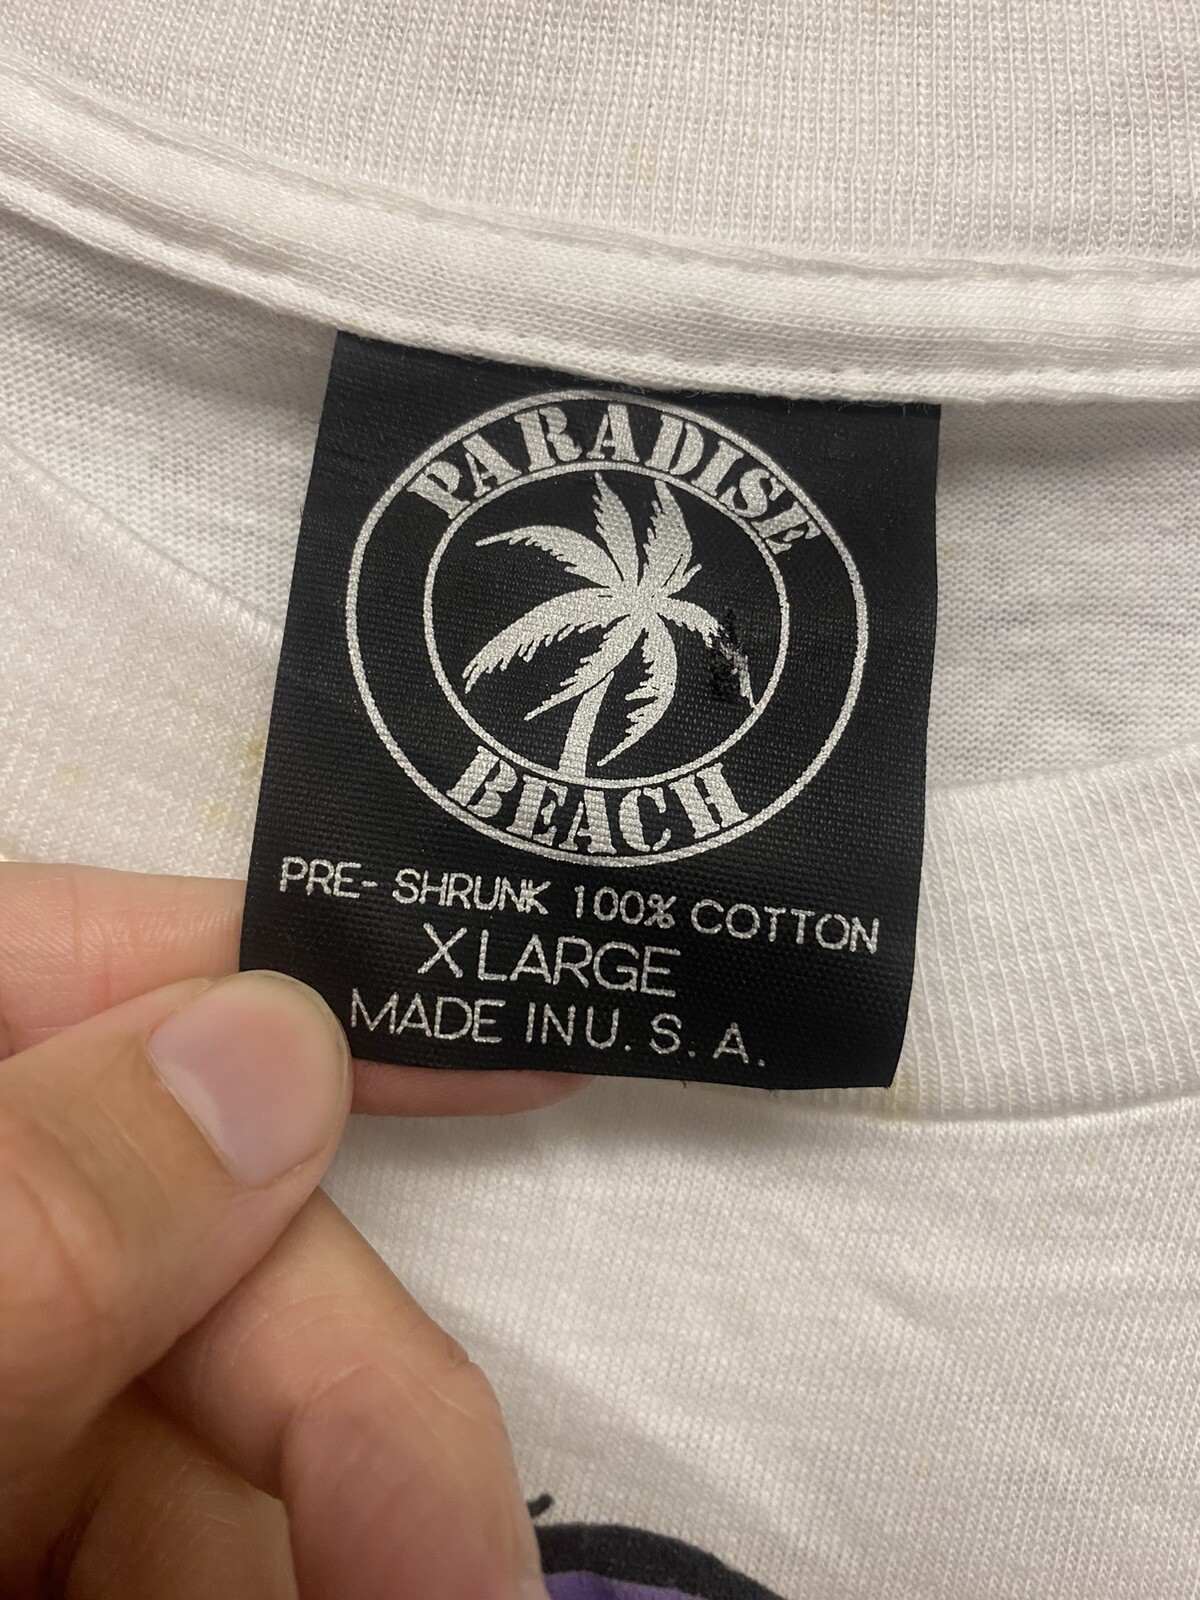 PARADISE
BEACH
PRE-SHRUNK 100% COTTON
X LARGE
MADE IN U. S. A.